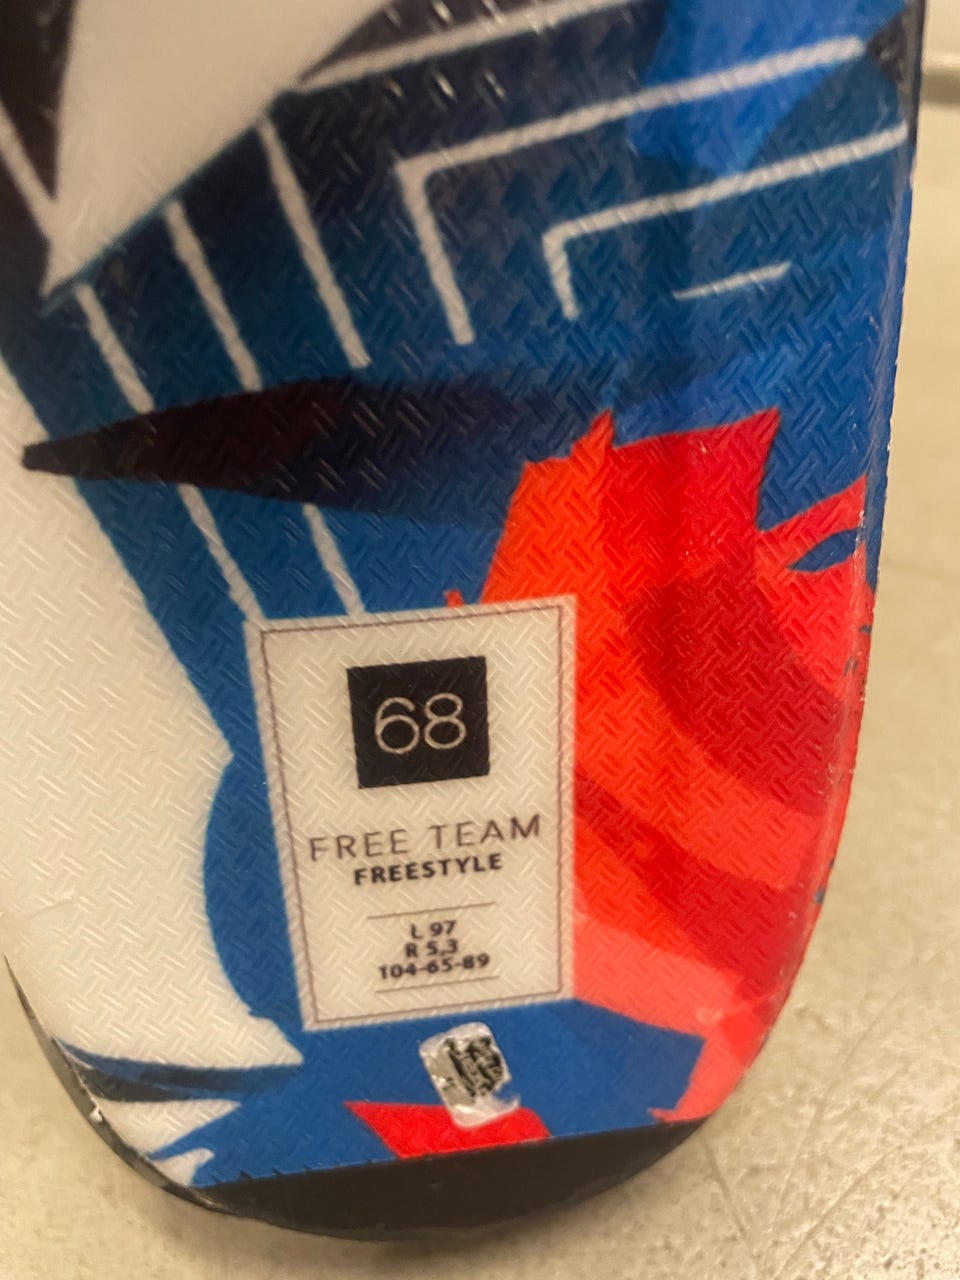 68
FREE TEAM
FREESTYLE
L 97
R 5,3
104-65-89